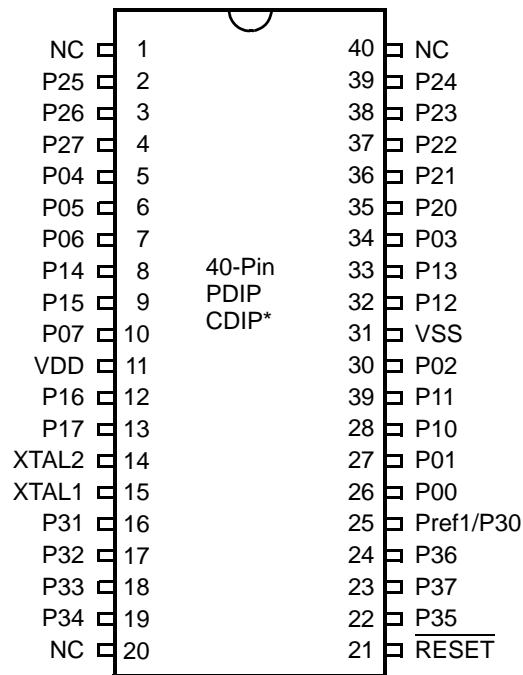 NC 1 40 NC
P25 2 39 P24
P26 3 38 P23
P27 4 37 P22
P04 5 36 P21
P05 6 35 P20
P06 7 34 P03
P14 8 40-Pin 33 P13
P15 9 PDIP 32 P12
P07 10 CDIP* 31 VSS
VDD 11 30 P02
P16 12 39 P11
P17 13 28 P10
XTAL2 14 27 P01
XTAL1 15 26 P00
P31 16 25 Pref1/P30
P32 17 24 P36
P33 18 23 P37
P34 19 22 P35
NC 20 21 RESET